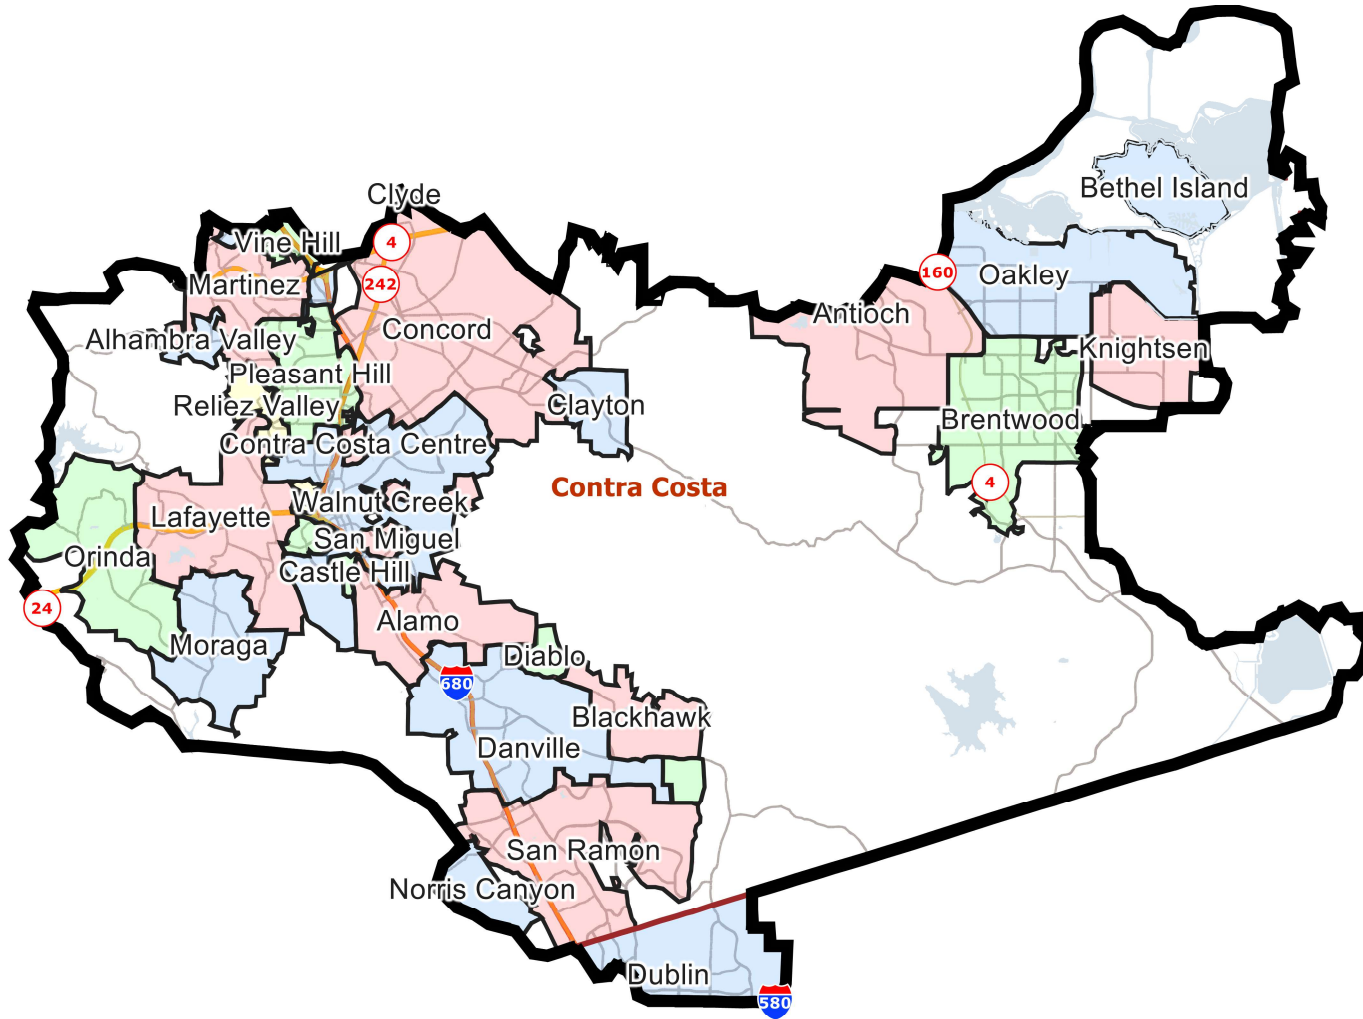 Clyde
Bethel Island
Vine Hill
4
160
Oakley
Martinez
242
Antioch
Concord
Alhambra Valley
Knightsen
Pleasant Hill
Reliez Valley
Clayton
Brentwood
Contra Costa Centre
4
Contra Costa
Walnut Creek
Lafayette
San Miguel
Orinda
Castle Hill
24
Alamo
Moraga
Diablo
680
Blackhawk
Danville
San Ramon
Norris Canyon
Dublin
580